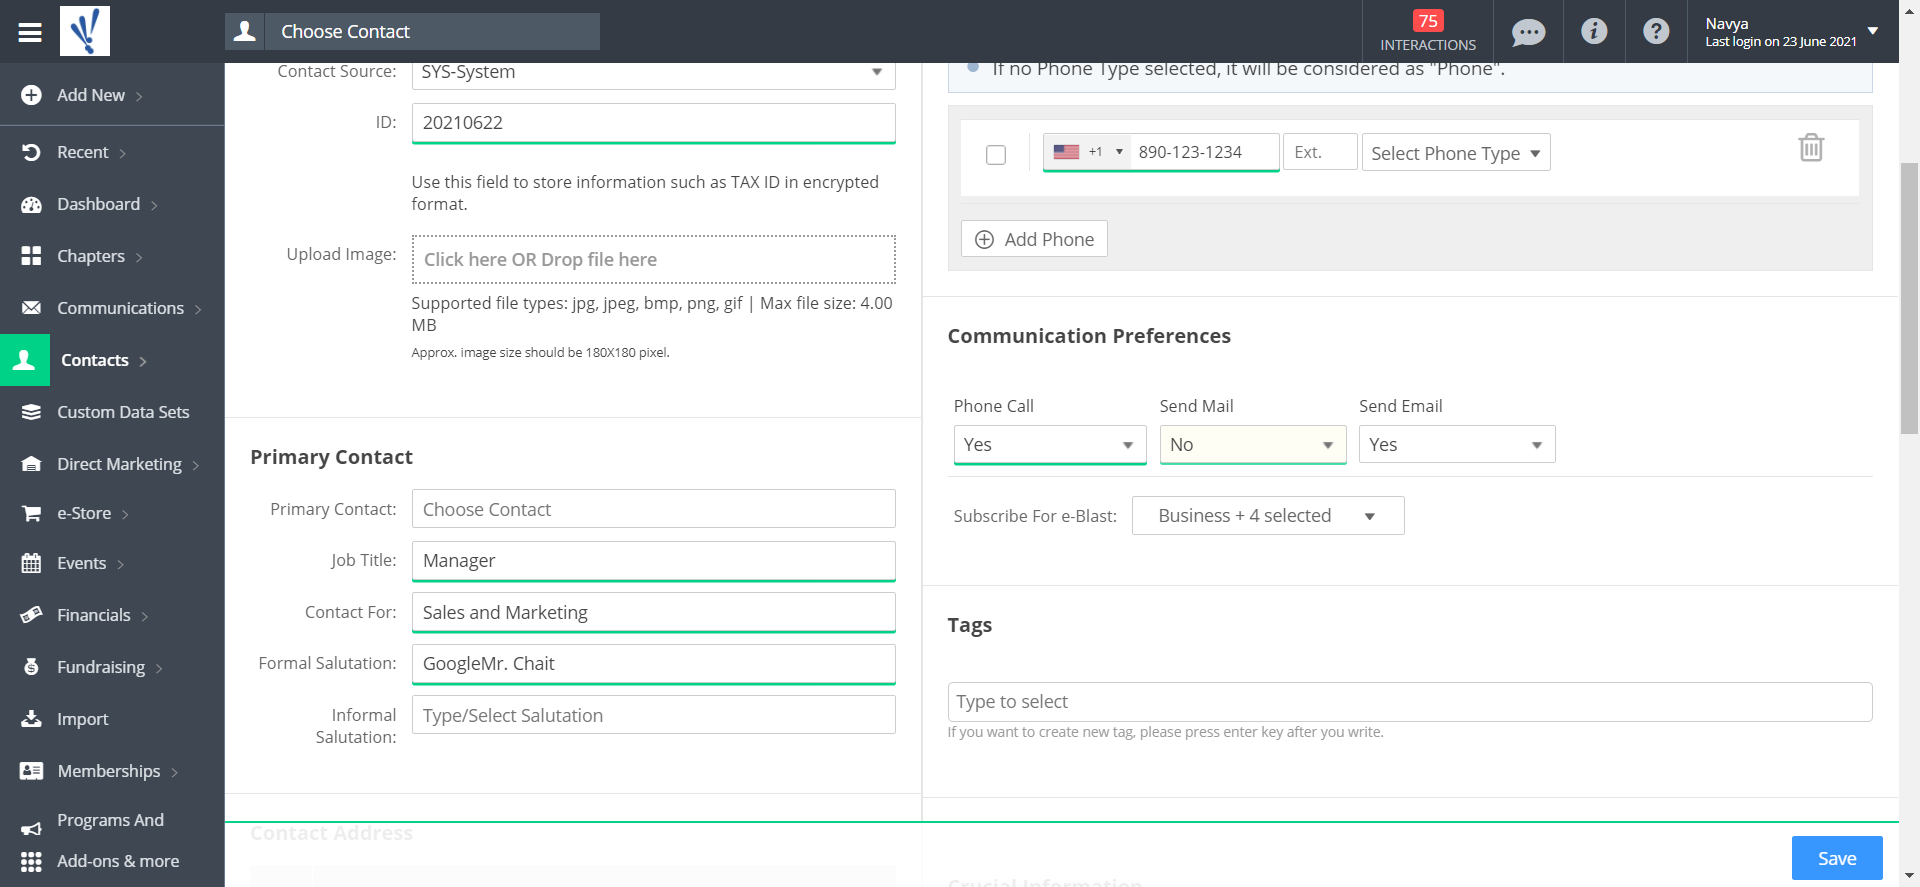 Choose Contact
75
INTERACTIONS
Navya
Last login on 23 June 2021
Add New
Recent
Dashboard
Chapters
Communications
Contacts
Custom Data Sets
Direct Marketing
e-Store
Events
Financials
Fundraising
Import
Memberships
Programs And
Add-ons & more
Contact Source: SYS-System
ID: 20210622
Use this field to store information such as TAX ID in encrypted
format.
Upload Image: Click here OR Drop file here
Supported file types: jpg, jpeg, bmp, png, gif | Max file size: 4.00
MB
Approx. image size should be 180X180 pixel.
Primary Contact
Primary Contact: Choose Contact
Job Title: Manager
Contact For: Sales and Marketing
Formal Salutation: GoogleMr. Chait
Informal
Salutation: Type/Select Salutation
Contact Address
If no Phone Type selected, it will be considered as "Phone".
+1 890-123-1234 Ext. Select Phone Type
Add Phone
Communication Preferences
Phone Call Send Mail Send Email
Yes No Yes
Subscribe For e-Blast: Business + 4 selected
Tags
Type to select
If you want to create new tag, please press enter key after you write.
Crucial Information
Save